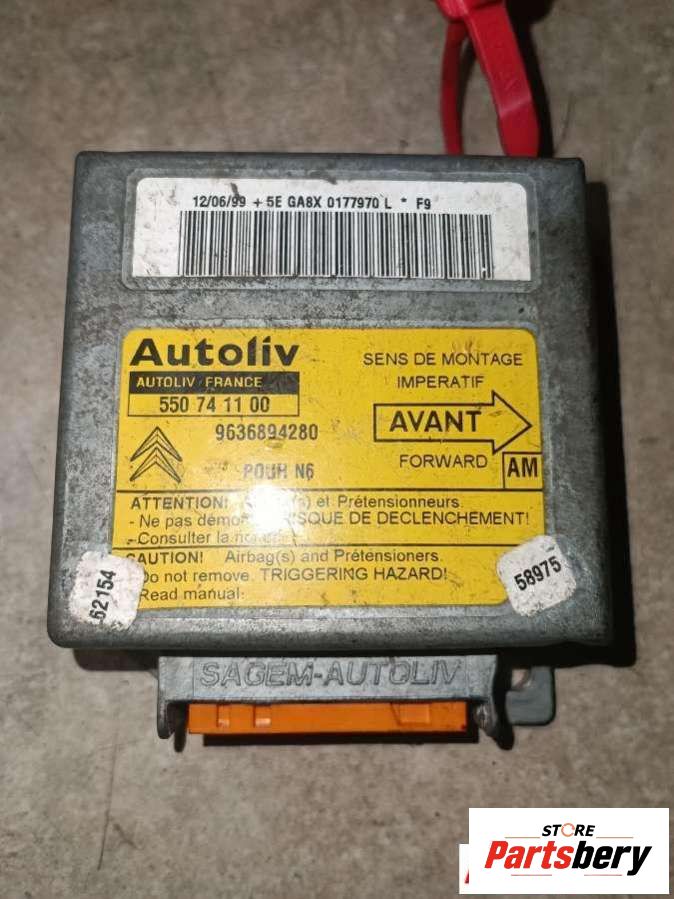 12/06/99 + 5E GA8X 0177970 L * F9
Autoliv
AUTOLIV FRANCE
550 74 11 00
9636894280
N6
SENS DE MONTAGE
IMPERATIF
AVANT
FORWARD
AM
ATTENTION! et Prétensionneurs
- Ne pas DE DECLENCHEMENT!
- Consulter la
CAUTION! Airbag(s) and Prétensioners.
- Do not remove. TRIGGERING HAZARD!
- Read manual.
62154
58975
SAGEM-AUTOLIV
STORE
Partsbery